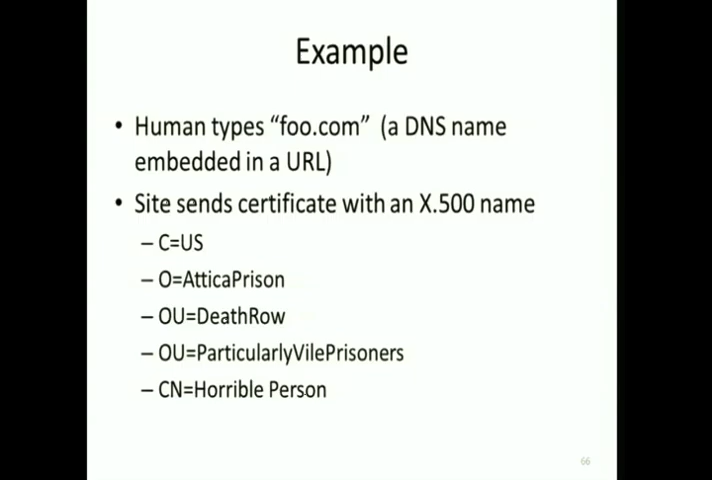 Example
• Human types “foo.com” (a DNS name
embedded in a URL)
• Site sends certificate with an X.500 name
– C=US
– O=AtticaPrison
– OU=DeathRow
– OU=ParticularlyVilePrisoners
– CN=Horrible Person
66